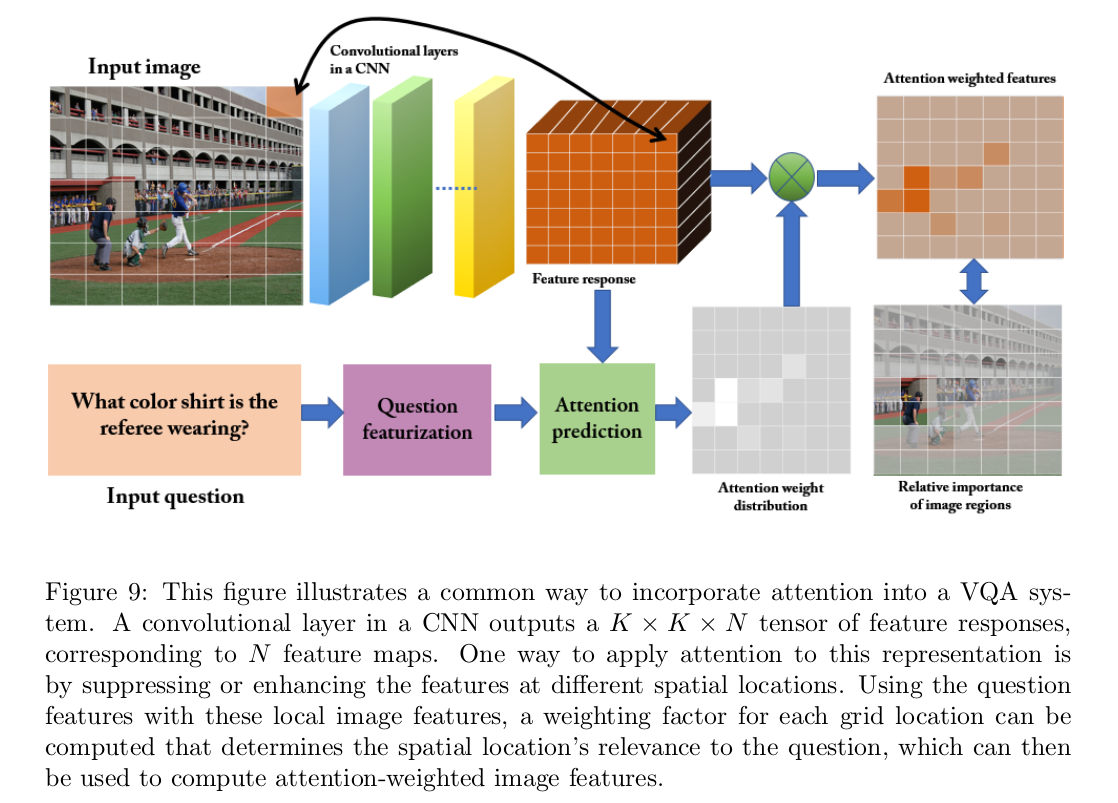 Input image
Convolutional layers
in a CNN
Attention weighted features
Feature response
What color shirt is the
referee wearing?
Input question
Question
featurization
Attention
prediction
Attention weight
distribution
Relative importance
of image regions
Figure 9: This figure illustrates a common way to incorporate attention into a VQA sys-
tem. A convolutional layer in a CNN outputs a K × K × N tensor of feature responses,
corresponding to N feature maps. One way to apply attention to this representation is
by suppressing or enhancing the features at different spatial locations. Using the question
features with these local image features, a weighting factor for each grid location can be
computed that determines the spatial location's relevance to the question, which can then
be used to compute attention-weighted image features.